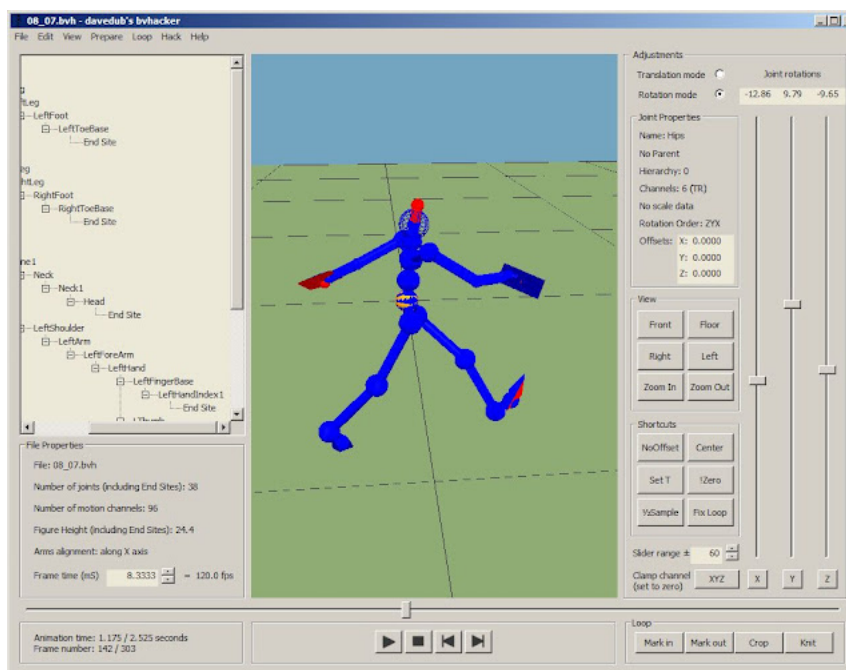 08_07.bvh - davedub's bvhacker
File Edit View Prepare Loop Hack Help
LeftFoot
LeftToeBase
End Site
RightFoot
RightToeBase
End Site
Neck
Neck1
Head
End Site
LeftShoulder
LeftArm
LeftForeArm
LeftHand
LeftFingerBase
LeftHandIndex1
End Site
File Properties
File: 08_07.bvh
Number of joints (including End Sites): 38
Number of motion channels: 96
Figure Height (including End Sites): 24.4
Arms alignment: along X axis
Frame time (mS) 8.3333 = 120.0 fps
Animation time: 1.175 / 2.525 seconds
Frame number: 142 / 303
Adjustments
Translation mode Joint rotations
Rotation mode -12.86 9.79 -9.65
Joint Properties
Name: Hips
No Parent
Hierarchy: 0
Channels: 6 (TR)
No scale data
Rotation Order: ZYX
Offsets: X: 0.0000
Y: 0.0000
Z: 0.0000
View
Front Floor
Right Left
Zoom In Zoom Out
Shortcuts
NoOffset Center
Set T !Zero
½Sample Fix Loop
Slider range ± 60
Clamp channel
(set to zero) XYZ X Y Z
Loop
Mark in Mark out Crop Knit